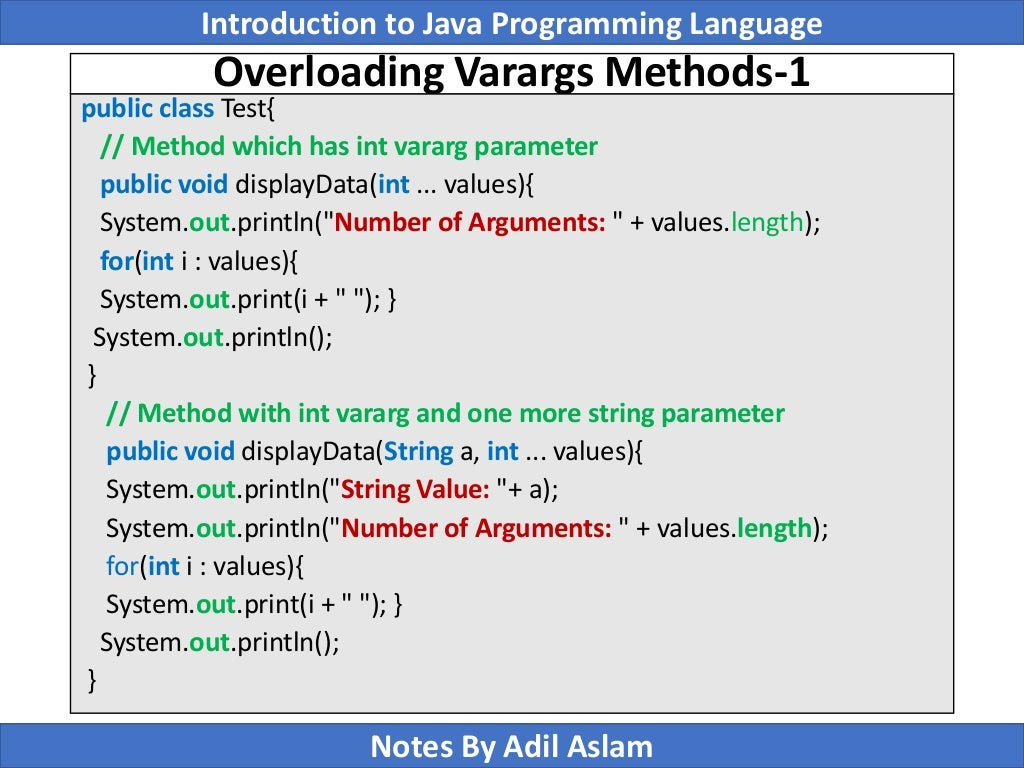 Introduction to Java Programming Language
Overloading Varargs Methods-1
public class Test{
// Method which has int vararg parameter
public void displayData(int ... values){
System.out.println("Number of Arguments: " + values.length);
for(int i : values){
System.out.print(i + " "); }
System.out.println();
}
// Method with int vararg and one more string parameter
public void displayData(String a, int ... values){
System.out.println("String Value: "+ a);
System.out.println("Number of Arguments: " + values.length);
for(int i : values){
System.out.print(i + " "); }
System.out.println();
}
Notes By Adil Aslam